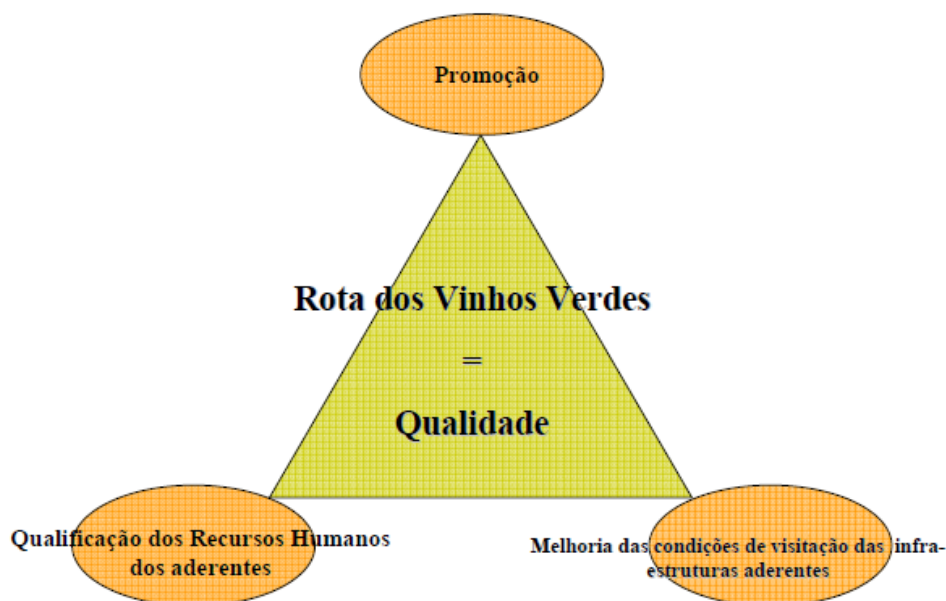 Promoção
Rota dos Vinhos Verdes
=
Qualidade
Qualificação dos Recursos Humanos
dos aderentes
Melhoria das condições de visitação das infra-
estruturas aderentes